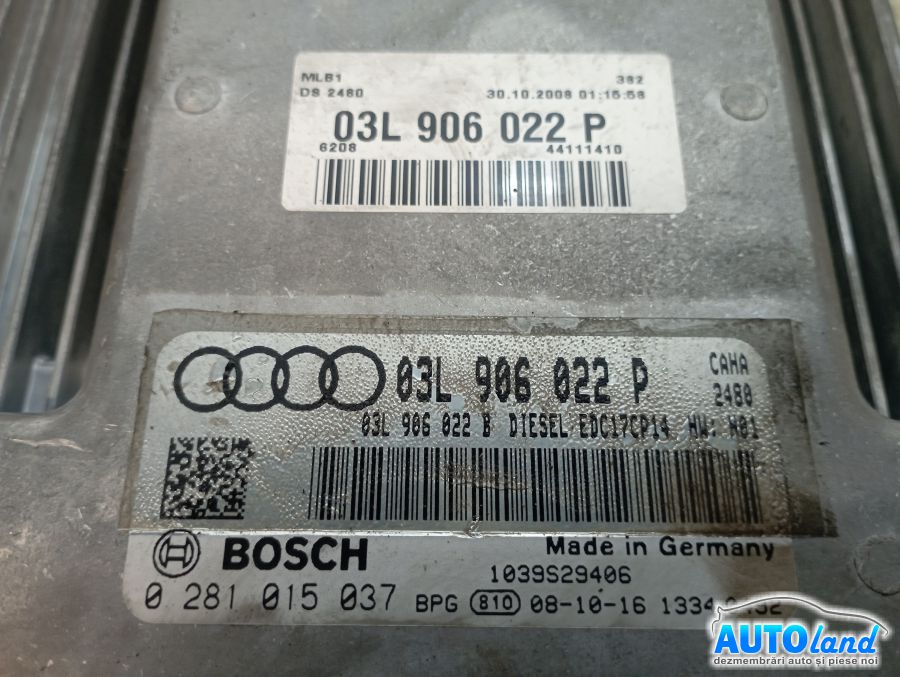 MLB1 382
DS 2480 30.10.2008 01:15:58
03L 906 022 P
6208 44111410
03L 906 022 P CAHA
2480
03L 906 022 B DIESEL EDC17CP14 HW: H01
BOSCH Made in Germany
1039S29406
0 281 015 037 BPG 810 08-10-16
AUTOland
dezmembrări auto și piese noi